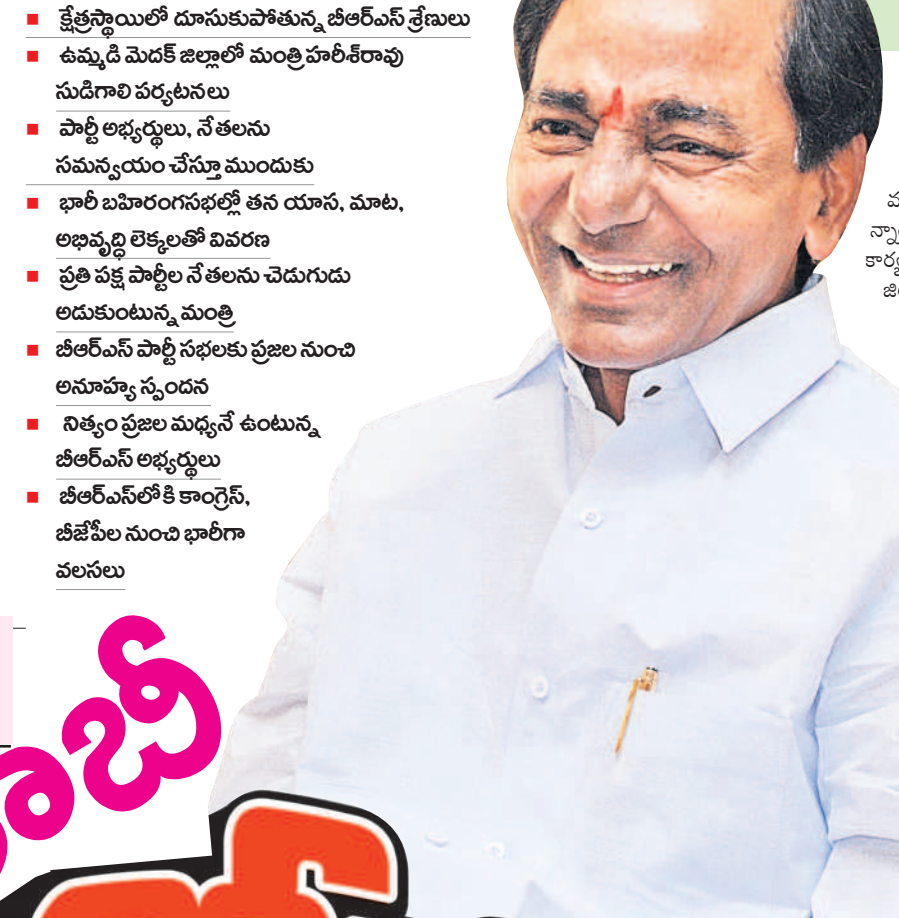 క్షేత్రస్థాయిలో దూసుకుపోతున్న బీఆర్ఎస్ శ్రేణులు
ఉమ్మడి మెదక్ జిల్లాలో మంత్రి హరీశ్‌రావు
సుడిగాలి పర్యటనలు
పార్టీ అభ్యర్థులు, నేతలను
సమన్వయం చేస్తూ ముందుకు
భారీ బహిరంగసభల్లో తన యాస, మాట,
అభివృద్ధి లెక్కలతో వివరణ
ప్రతి పక్ష పార్టీల నేతలను చెడుగుడు
అడుకుంటున్న మంత్రి
బీఆర్ఎస్ పార్టీ సభలకు ప్రజల నుంచి
అనూహ్య స్పందన
నిత్యం ప్రజల మధ్యనే ఉంటున్న
బీఆర్ఎస్ అభ్యర్థులు
బీఆర్ఎస్‌లోకి కాంగ్రెస్,
బీజేపీల నుంచి భారీగా
వలసలు